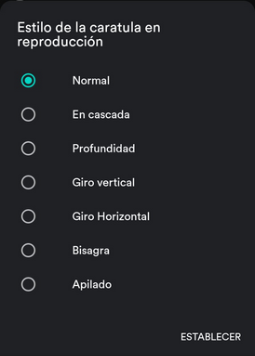 Estilo de la caratula en
reproducción
Normal
En cascada
Profundidad
Giro vertical
Giro Horizontal
Bisagra
Apilado
ESTABLECER